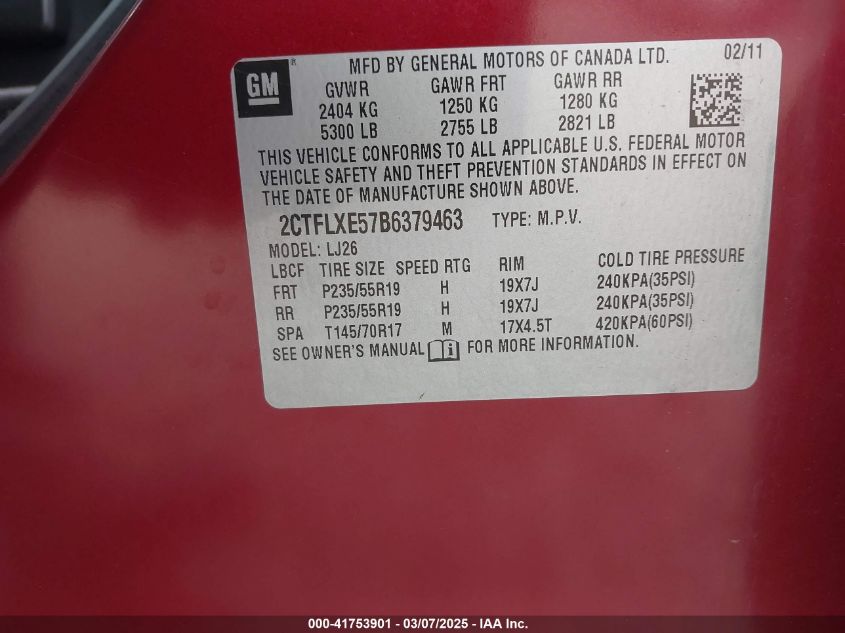 GM ®
MFD BY GENERAL MOTORS OF CANADA LTD. 02/11
GVWR GAWR FRT GAWR RR
2404 KG 1250 KG 1280 KG
5300 LB 2755 LB 2821 LB
THIS VEHICLE CONFORMS TO ALL APPLICABLE U.S. FEDERAL MOTOR
VEHICLE SAFETY AND THEFT PREVENTION STANDARDS IN EFFECT ON
THE DATE OF MANUFACTURE SHOWN ABOVE.
2CTFLXE57B6379463 TYPE: M.P.V.
MODEL: LJ26
LBCF TIRE SIZE SPEED RTG RIM COLD TIRE PRESSURE
FRT P235/55R19 H 19X7J 240KPA(35PSI)
RR P235/55R19 H 19X7J 240KPA(35PSI)
SPA T145/70R17 M 17X4.5T 420KPA(60PSI)
SEE OWNER'S MANUAL i FOR MORE INFORMATION.
000-41753901 - 03/07/2025 - IAA Inc.